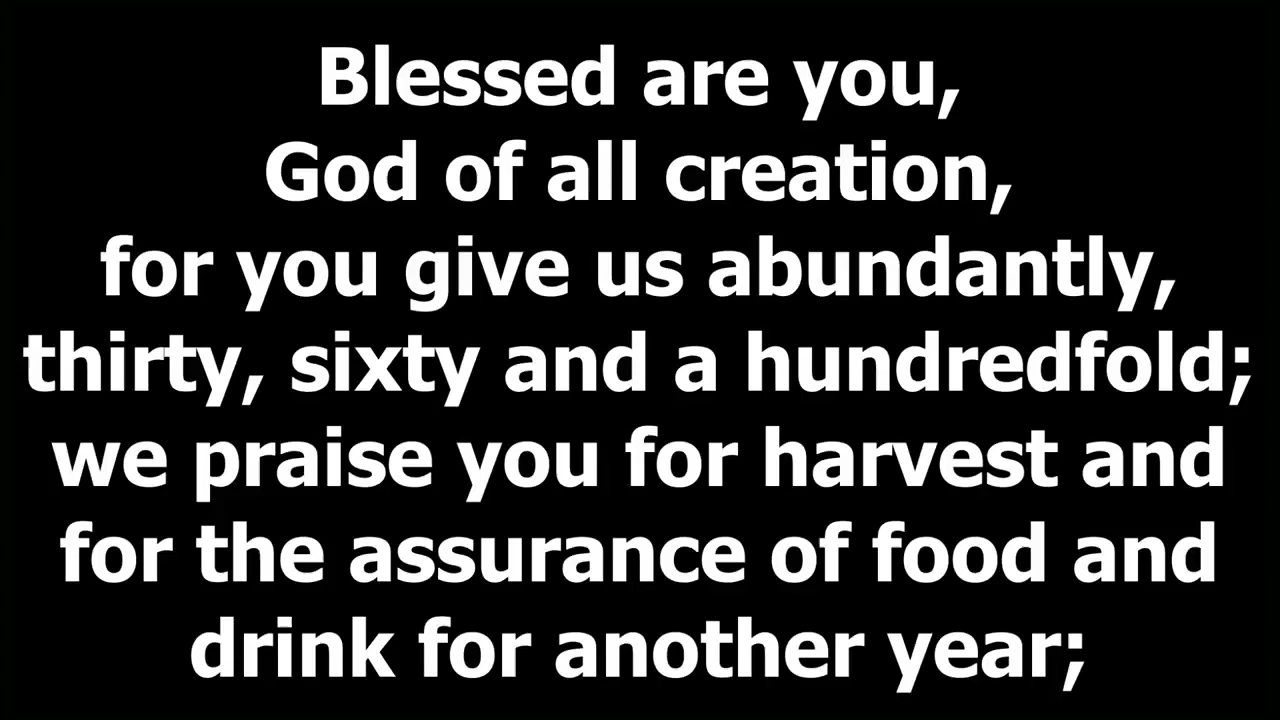 Blessed are you,
God of all creation,
for you give us abundantly,
thirty, sixty and a hundredfold;
we praise you for harvest and
for the assurance of food and
drink for another year;